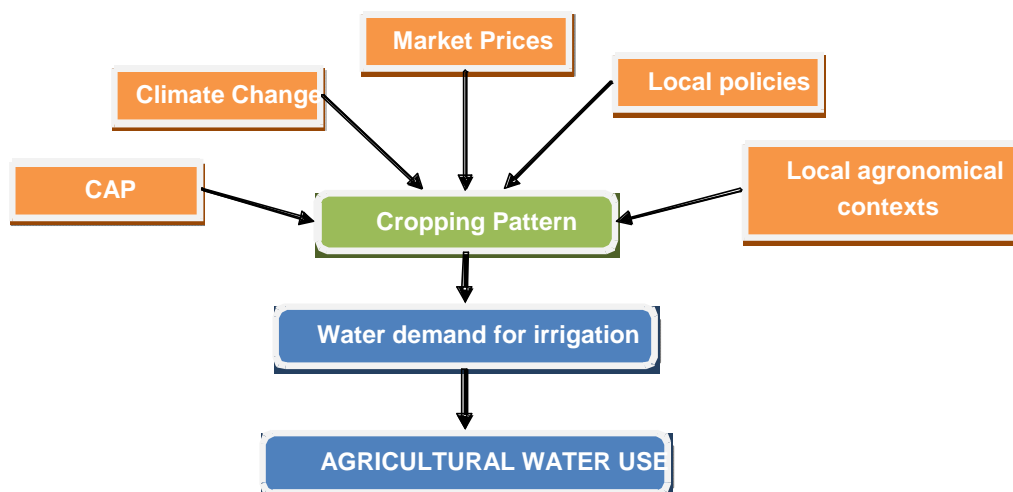 Market Prices
Climate Change
Local policies
CAP
Local agronomical
contexts
Cropping Pattern
Water demand for irrigation
AGRICULTURAL WATER USE